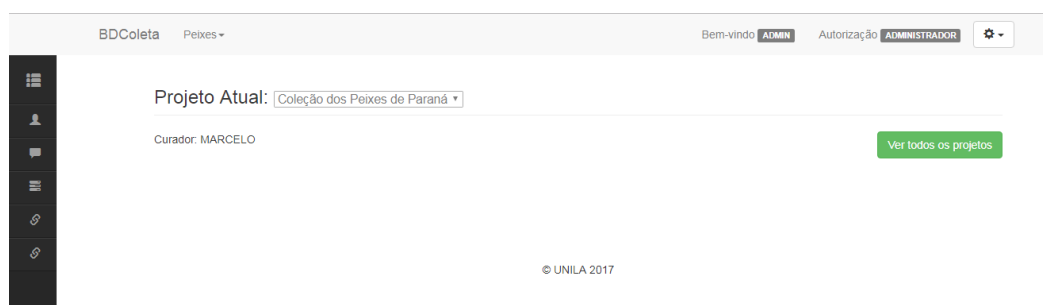 BDColeta Peixes Bem-vindo ADMIN Autorização ADMINISTRADOR
Projeto Atual: Coleção dos Peixes de Paraná
Curador: MARCELO Ver todos os projetos
© UNILA 2017